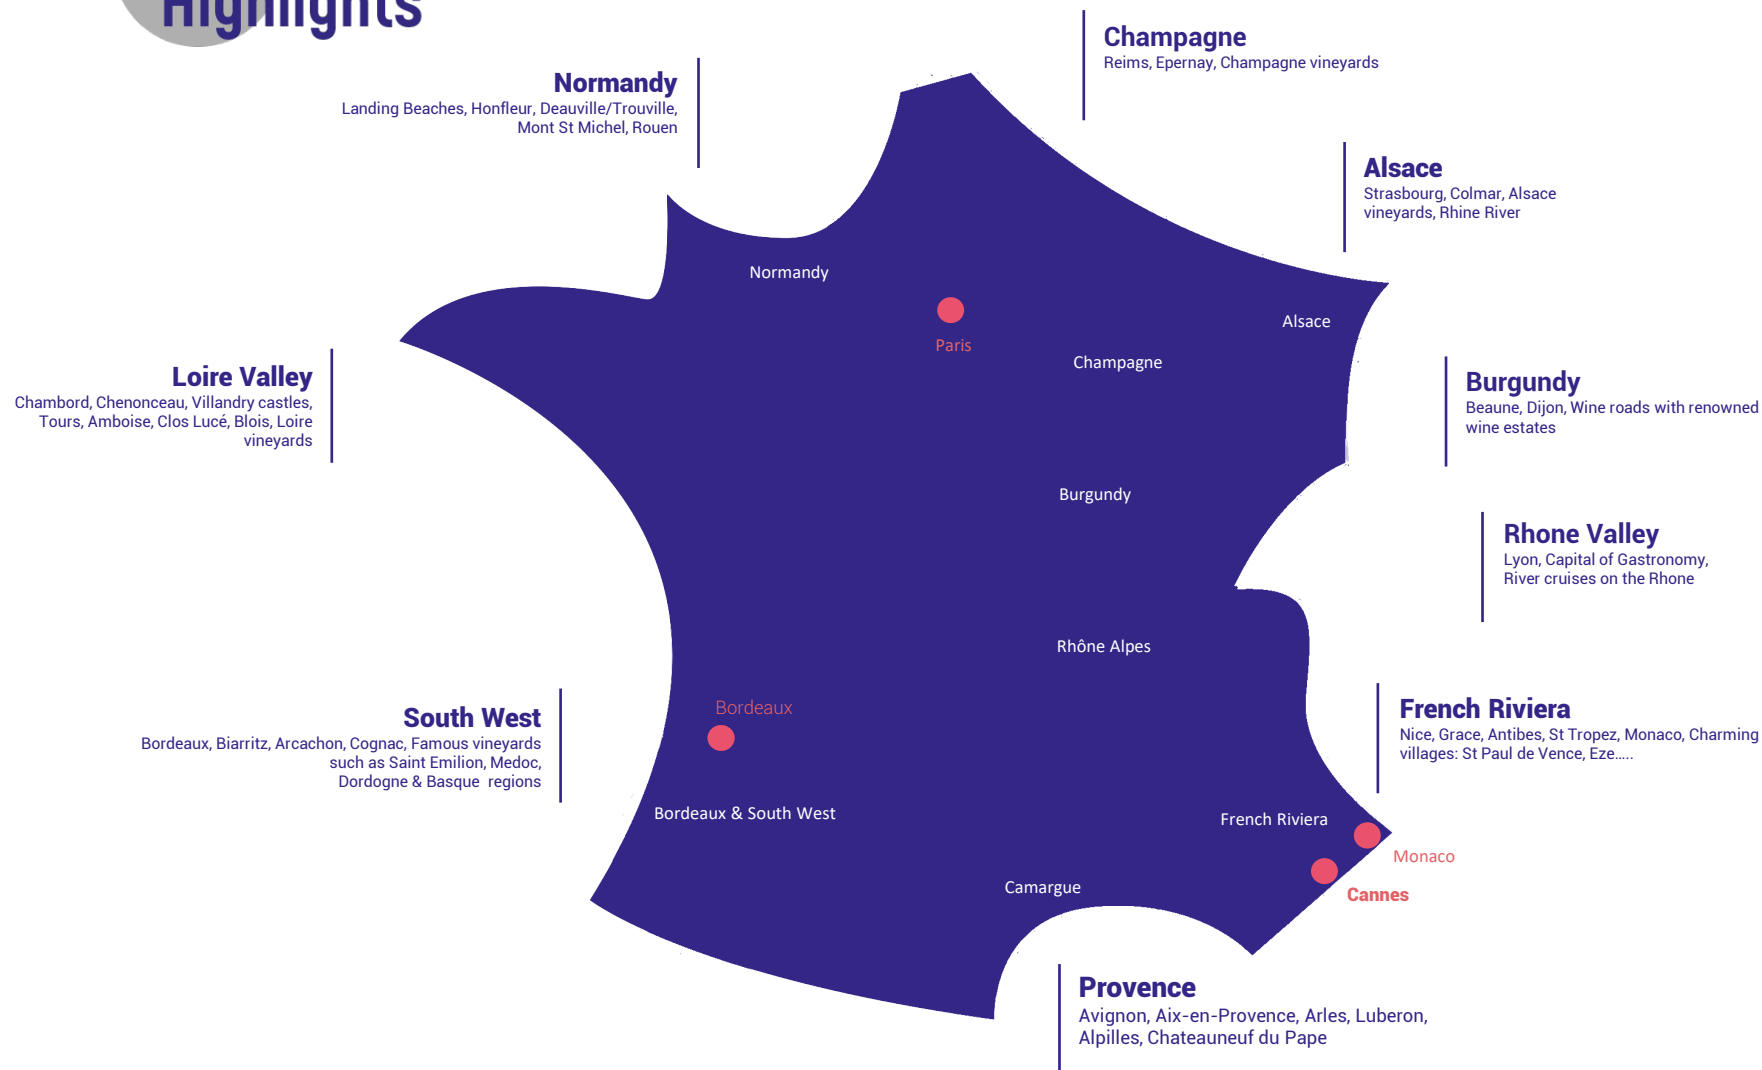 Highlights
Champagne
Reims, Epernay, Champagne vineyards
Normandy
Landing Beaches, Honfleur, Deauville/Trouville,
Mont St Michel, Rouen
Alsace
Strasbourg, Colmar, Alsace
vineyards, Rhine River
Normandy
Paris
Alsace
Champagne
Loire Valley
Chambord, Chenonceau, Villandry castles,
Tours, Amboise, Clos Lucé, Blois, Loire
vineyards
Burgundy
Beaune, Dijon, Wine roads with renowned
wine estates
Burgundy
Rhone Valley
Lyon, Capital of Gastronomy,
River cruises on the Rhone
Rhône Alpes
South West
Bordeaux, Biarritz, Arcachon, Cognac, Famous vineyards
such as Saint Emilion, Medoc,
Dordogne & Basque regions
Bordeaux
French Riviera
Nice, Grace, Antibes, St Tropez, Monaco, Charming
villages: St Paul de Vence, Eze.....
Bordeaux & South West
French Riviera
Monaco
Camargue
Cannes
Provence
Avignon, Aix-en-Provence, Arles, Luberon,
Alpilles, Chateauneuf du Pape